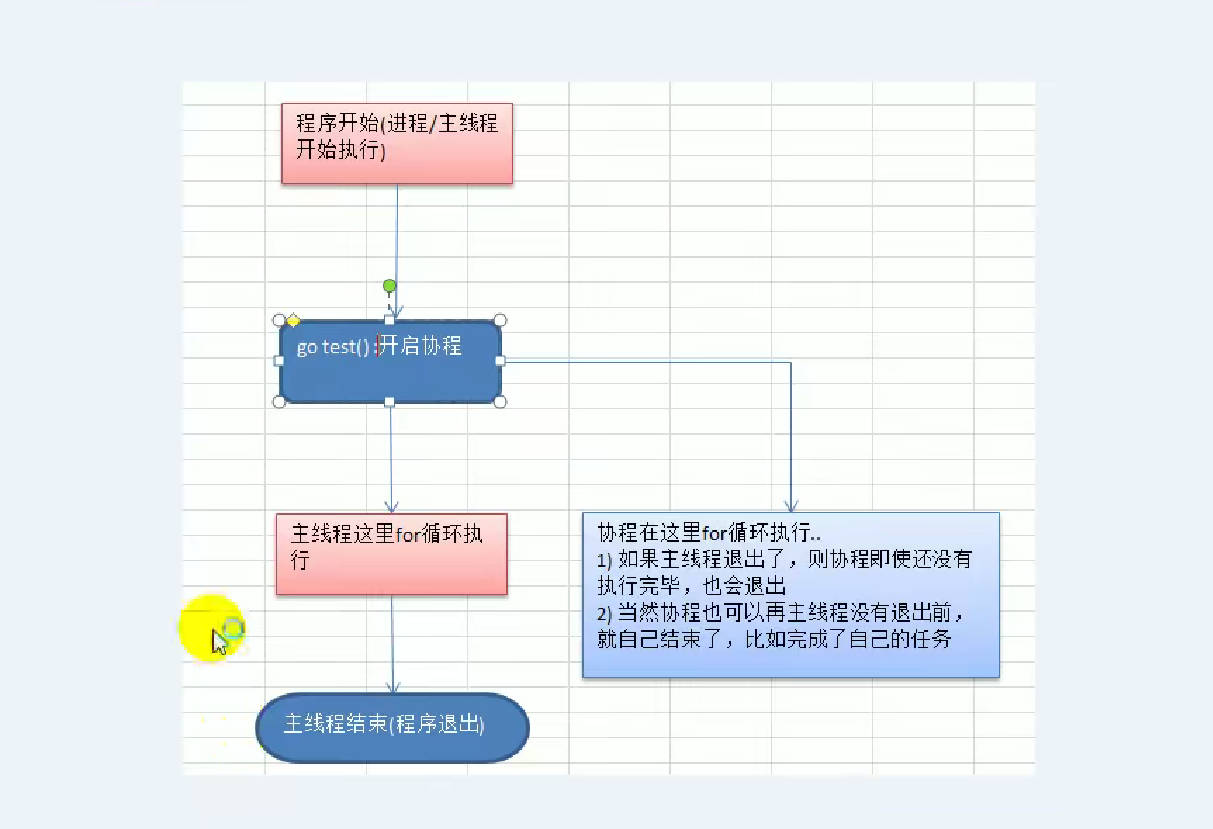 程序开始(进程/主线程
开始执行)
go test() :开启协程
主线程这里for循环执
行
协程在这里for循环执行..
1) 如果主线程退出了，则协程即使还没有
执行完毕，也会退出
2) 当然协程也可以再主线程没有退出前，
就自己结束了，比如完成了自己的任务
主线程结束(程序退出)